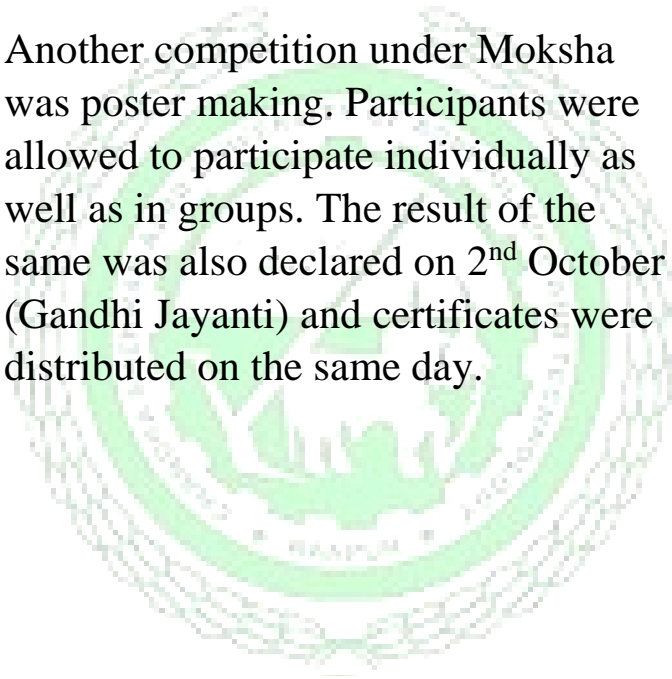 Another competition under Moksha
was poster making. Participants were
allowed to participate individually as
well as in groups. The result of the
same was also declared on 2nd October
(Gandhi Jayanti) and certificates were
distributed on the same day.